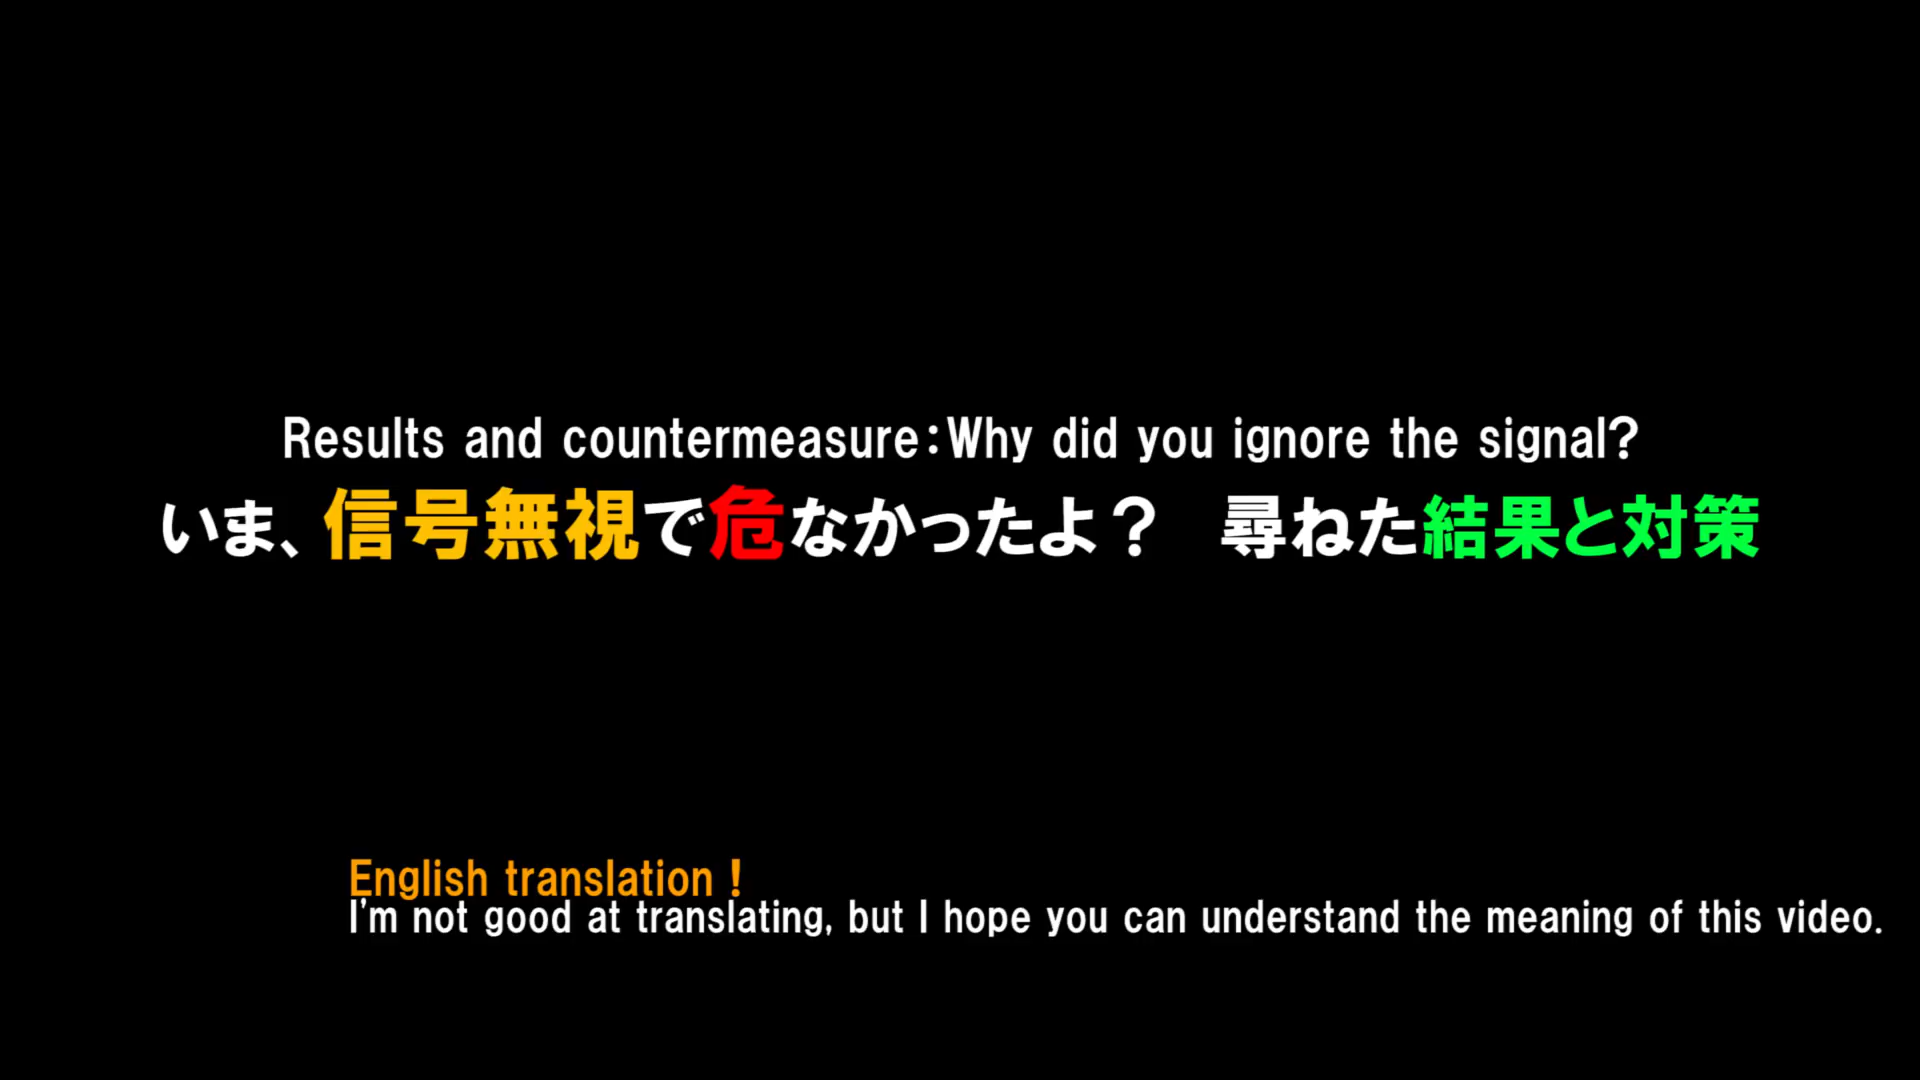 Results and countermeasure:Why did you ignore the signal?
いま、信号無視で危なかったよ？　尋ねた結果と対策
English translation！
I'm not good at translating, but I hope you can understand the meaning of this video.